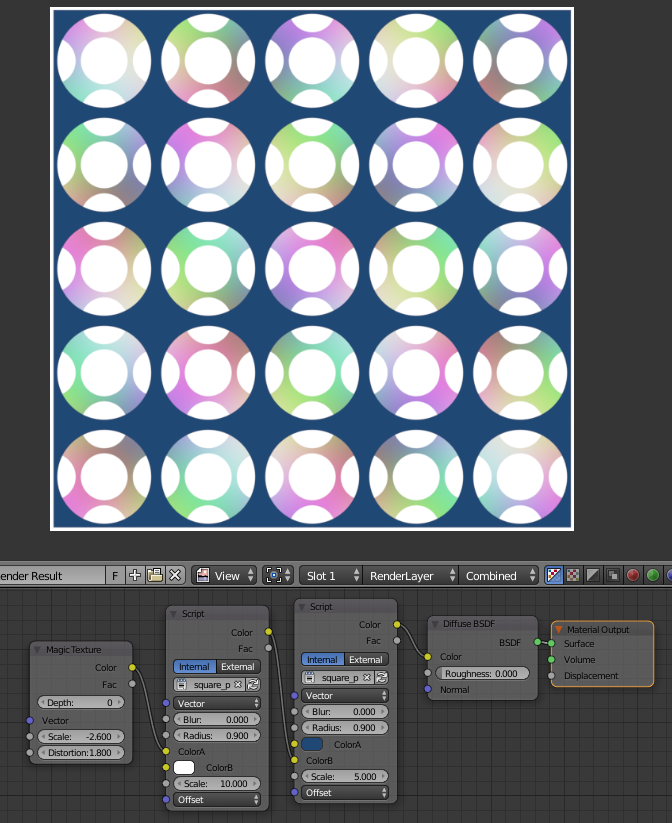 ender Result
F
View
Slot 1
RenderLayer
Combined
Magic Texture
Color
Fac
Depth: 0
Vector
Scale: -2.600
Distortion:1.800
Script
Color
Fac
Internal External
square_p
Vector
Blur: 0.000
Radius: 0.900
ColorA
ColorB
Scale: 10.000
Offset
Script
Color
Fac
Internal External
square_p
Vector
Blur: 0.000
Radius: 0.900
ColorA
ColorB
Scale: 5.000
Offset
Diffuse BSDF
BSDF
Color
Roughness: 0.000
Normal
Material Output
Surface
Volume
Displacement